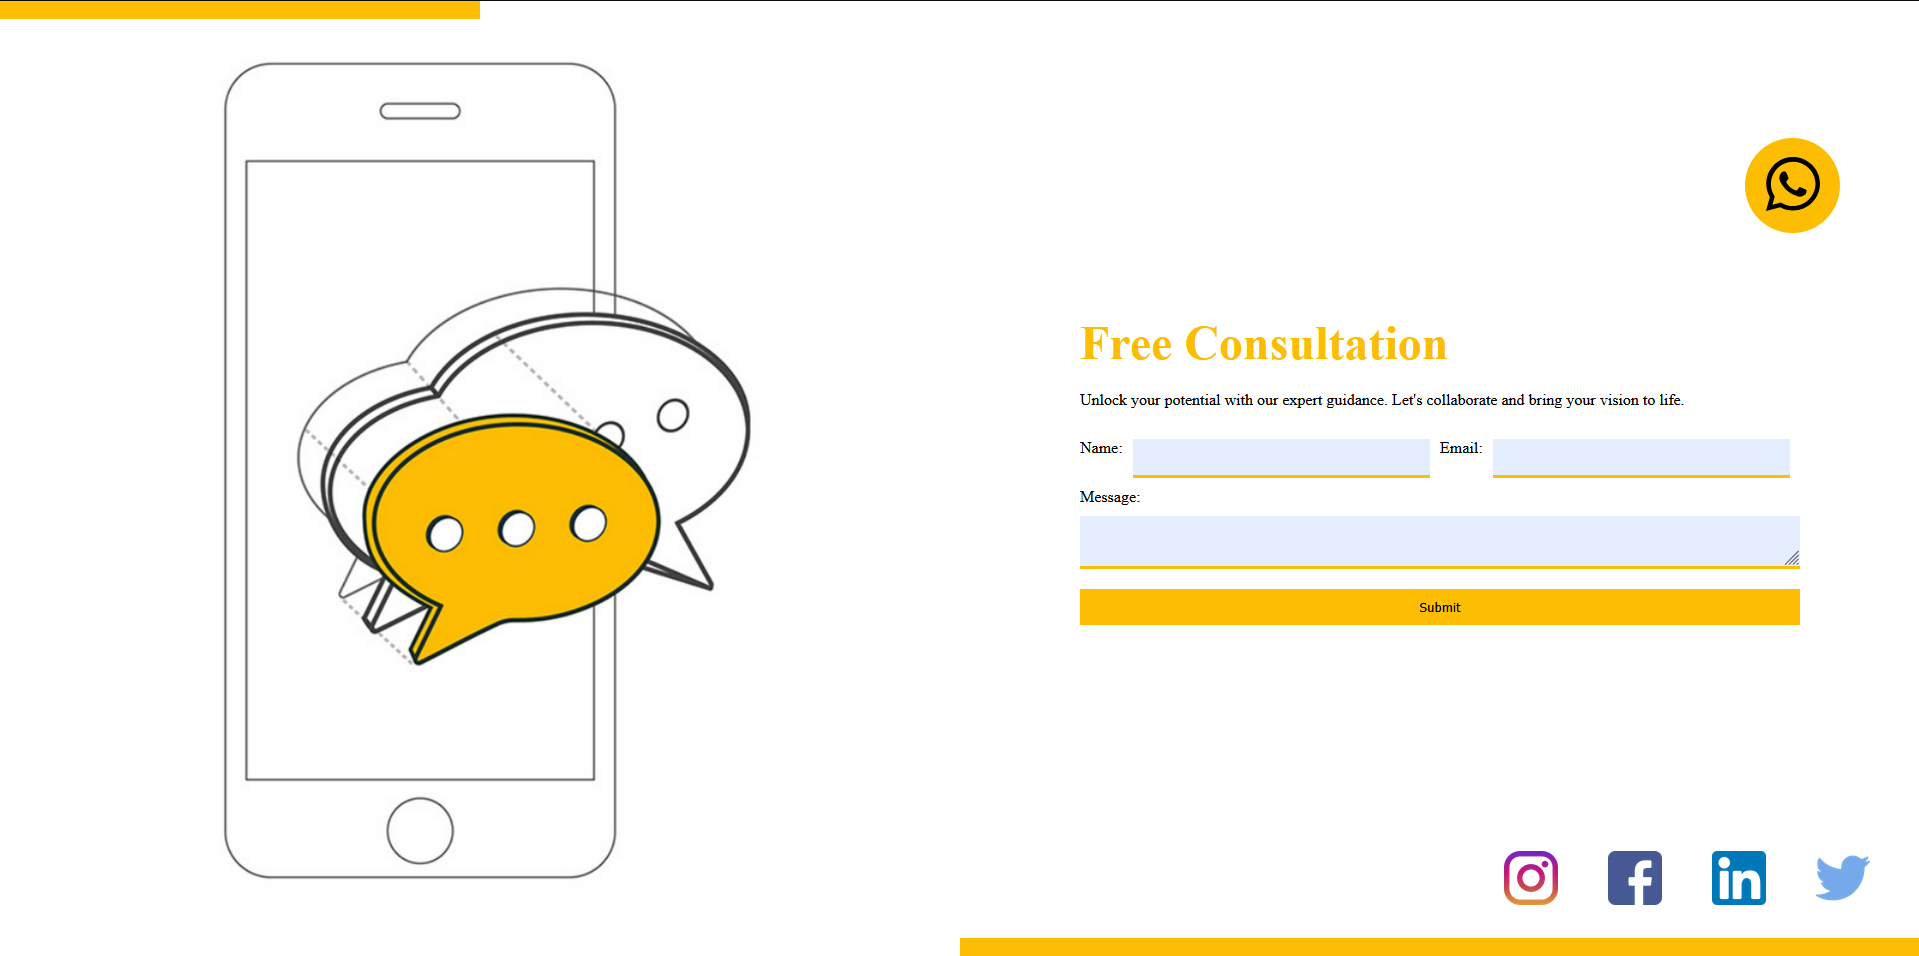 Free Consultation
Unlock your potential with our expert guidance. Let's collaborate and bring your vision to life.
Name: Email:
Message:
Submit